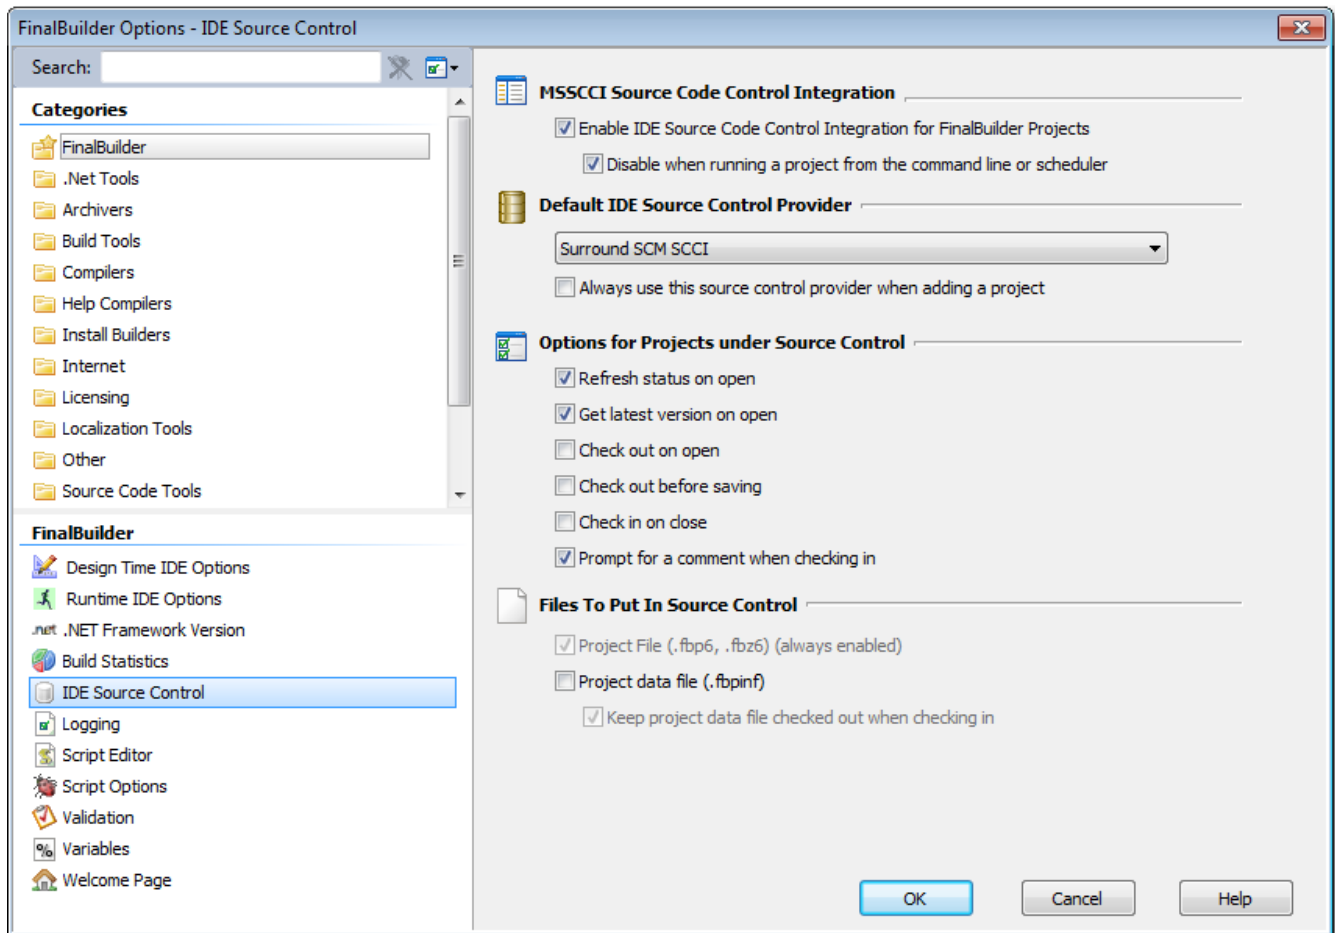 FinalBuilder Options - IDE Source Control
Search:
Categories
FinalBuilder
.Net Tools
Archivers
Build Tools
Compilers
Help Compilers
Install Builders
Internet
Licensing
Localization Tools
Other
Source Code Tools
FinalBuilder
Design Time IDE Options
Runtime IDE Options
.net .NET Framework Version
Build Statistics
IDE Source Control
Logging
Script Editor
Script Options
Validation
% Variables
Welcome Page
MSSCCI Source Code Control Integration
Enable IDE Source Code Control Integration for FinalBuilder Projects
Disable when running a project from the command line or scheduler
Default IDE Source Control Provider
Surround SCM SCCI
Always use this source control provider when adding a project
Options for Projects under Source Control
Refresh status on open
Get latest version on open
Check out on open
Check out before saving
Check in on close
Prompt for a comment when checking in
Files To Put In Source Control
Project File (.fbp6, .fbz6) (always enabled)
Project data file (.fbpinf)
Keep project data file checked out when checking in
OK
Cancel
Help